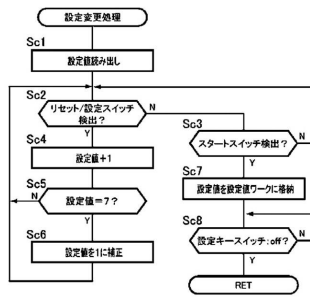 設定変更処理
Sc1
設定値読み出し
Sc2
リセット/設定スイッチ
検出?
N
Y
Sc3
スタートスイッチ検出?
N
Y
Sc4
設定値+1
Sc5
設定値=7?
N
Y
Sc6
設定値を1に補正
Sc7
設定値を設定値ワークに格納
Sc8
設定キースイッチ:off?
N
Y
RET